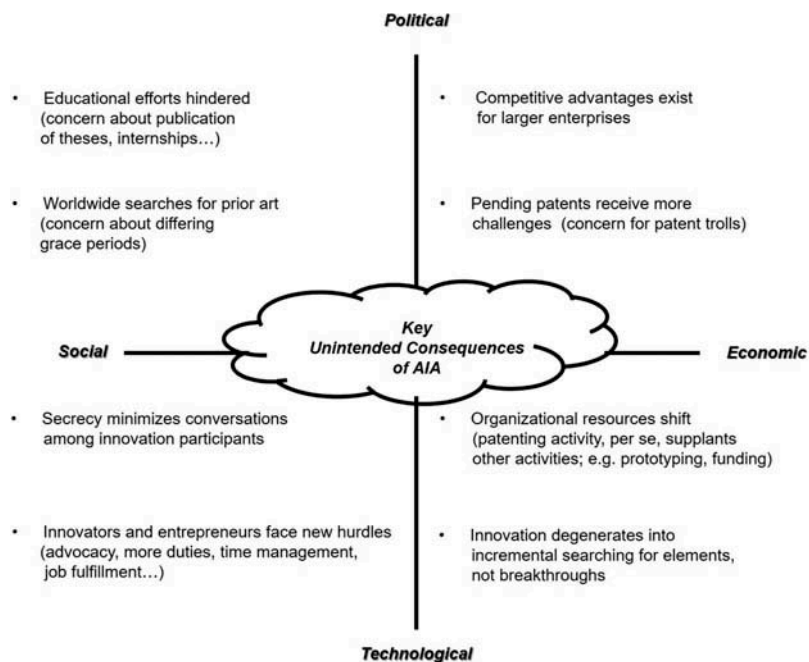 Political
• Educational efforts hindered
(concern about publication
of theses, internships…)
• Competitive advantages exist
for larger enterprises
• Worldwide searches for prior art
(concern about differing
grace periods)
• Pending patents receive more
challenges (concern for patent trolls)
Key
Unintended Consequences
of AIA
Social
Economic
• Secrecy minimizes conversations
among innovation participants
• Organizational resources shift
(patenting activity, per se, supplants
other activities; e.g. prototyping, funding)
• Innovators and entrepreneurs face new hurdles
(advocacy, more duties, time management,
job fulfillment…)
• Innovation degenerates into
incremental searching for elements,
not breakthroughs
Technological